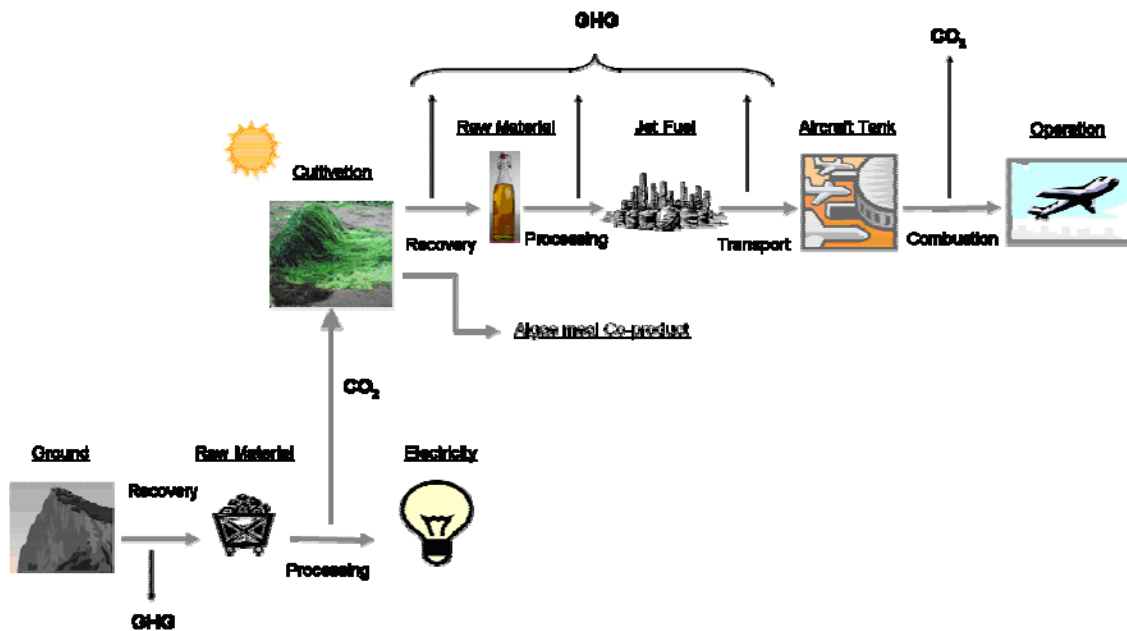 GHG
CO₂
Raw Material
Jet Fuel
Aircraft Tank
Operation
Cultivation
Recovery
Processing
Transport
Combustion
Algae meal Co-product
CO₂
Ground
Raw Material
Electricity
Recovery
Processing
GHG